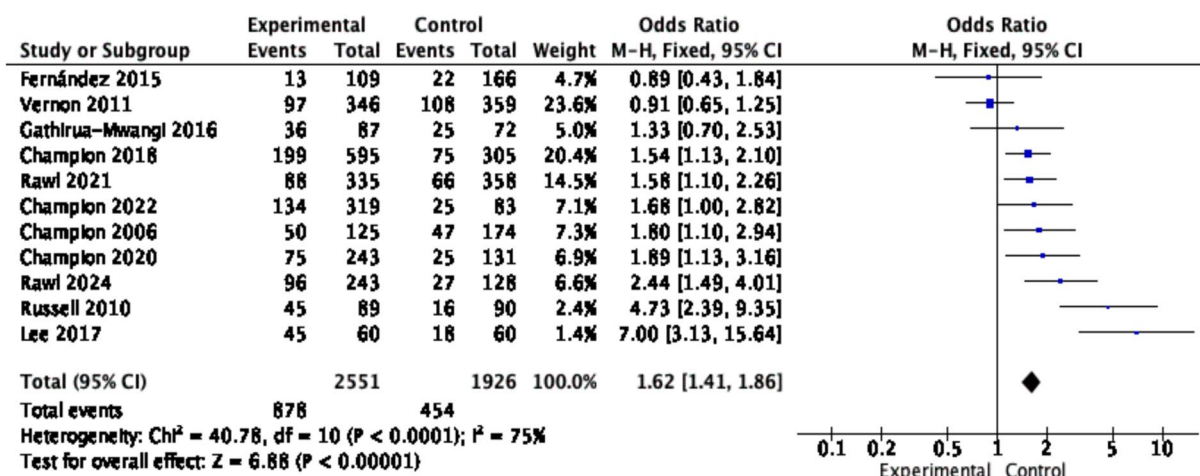 Experimental Control Odds Ratio Odds Ratio
Study or Subgroup Events Total Events Total Weight M-H, Fixed, 95% CI M-H, Fixed, 95% CI
Fernández 2015 13 109 22 166 4.7% 0.89 [0.43, 1.84]
Vernon 2011 97 346 108 359 23.6% 0.91 [0.65, 1.25]
Gathirua-Mwangi 2016 36 87 25 72 5.0% 1.33 [0.70, 2.53]
Champion 2018 199 595 75 305 20.4% 1.54 [1.13, 2.10]
Rawl 2021 88 335 66 358 14.5% 1.58 [1.10, 2.26]
Champion 2022 134 319 25 83 7.1% 1.68 [1.00, 2.82]
Champion 2006 50 125 47 174 7.3% 1.80 [1.10, 2.94]
Champion 2020 75 243 25 131 6.9% 1.89 [1.13, 3.16]
Rawl 2024 96 243 27 128 6.6% 2.44 [1.49, 4.01]
Russell 2010 45 89 16 90 2.4% 4.73 [2.39, 9.35]
Lee 2017 45 60 18 60 1.4% 7.00 [3.13, 15.64]
Total (95% CI) 2551 1926 100.0% 1.62 [1.41, 1.86]
Total events 878 454
Heterogeneity: Chi² = 40.78, df = 10 (P < 0.0001); I² = 75%
Test for overall effect: Z = 6.88 (P < 0.00001)
0.1 0.2 0.5 1 2 5 10
Experimental Control